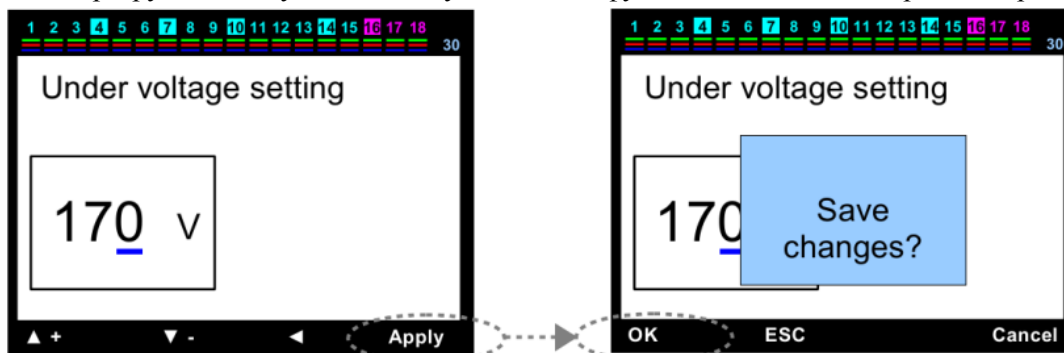 1 2 3 4 5 6 7 8 9 10 11 12 13 14 15 16 17 18
30
Under voltage setting
170 V
▲ + ▼ - ◄ Apply
1 2 3 4 5 6 7 8 9 10 11 12 13 14 15 16 17 18
30
Under voltage setting
170
Save
changes?
OK ESC Cancel